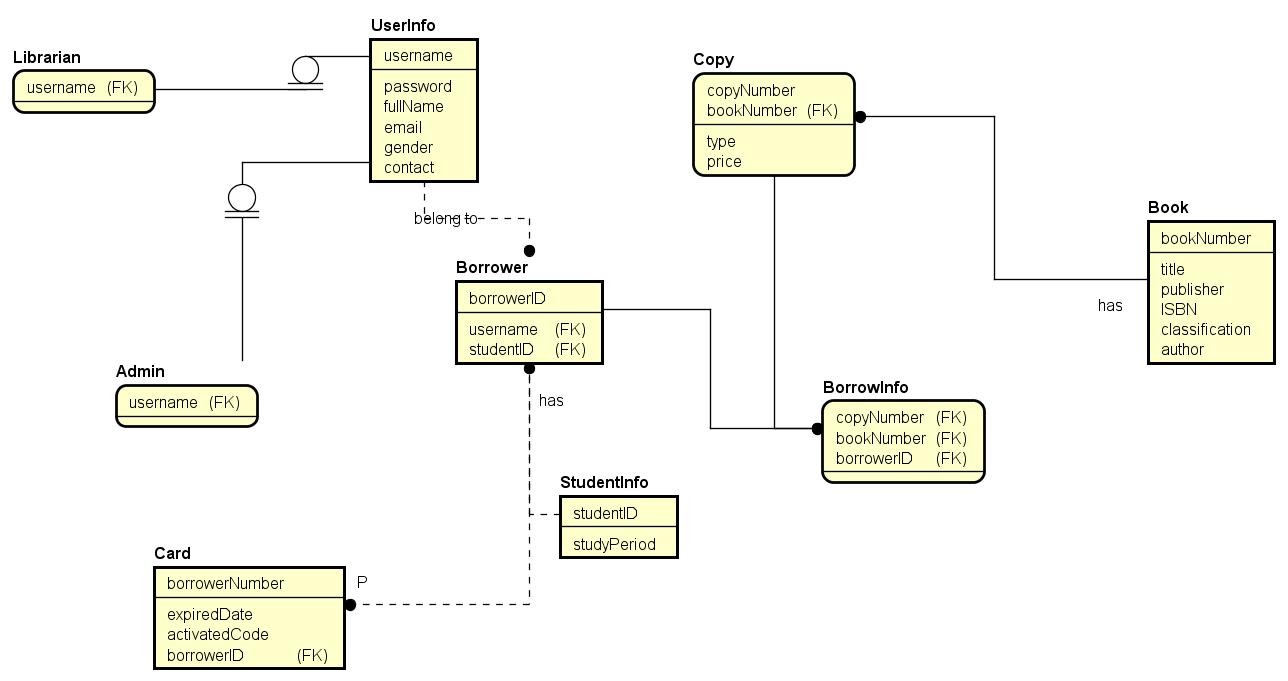 UserInfo
username
password
fullName
email
gender
contact
Librarian
username (FK)
Copy
copyNumber
bookNumber (FK)
type
price
Book
bookNumber
title
publisher
ISBN
classification
author
has
belong to
Borrower
borrowerID
username (FK)
studentID (FK)
has
Admin
username (FK)
BorrowInfo
copyNumber (FK)
bookNumber (FK)
borrowerID (FK)
StudentInfo
studentID
studyPeriod
Card
borrowerNumber
expiredDate
activatedCode
borrowerID (FK)
P